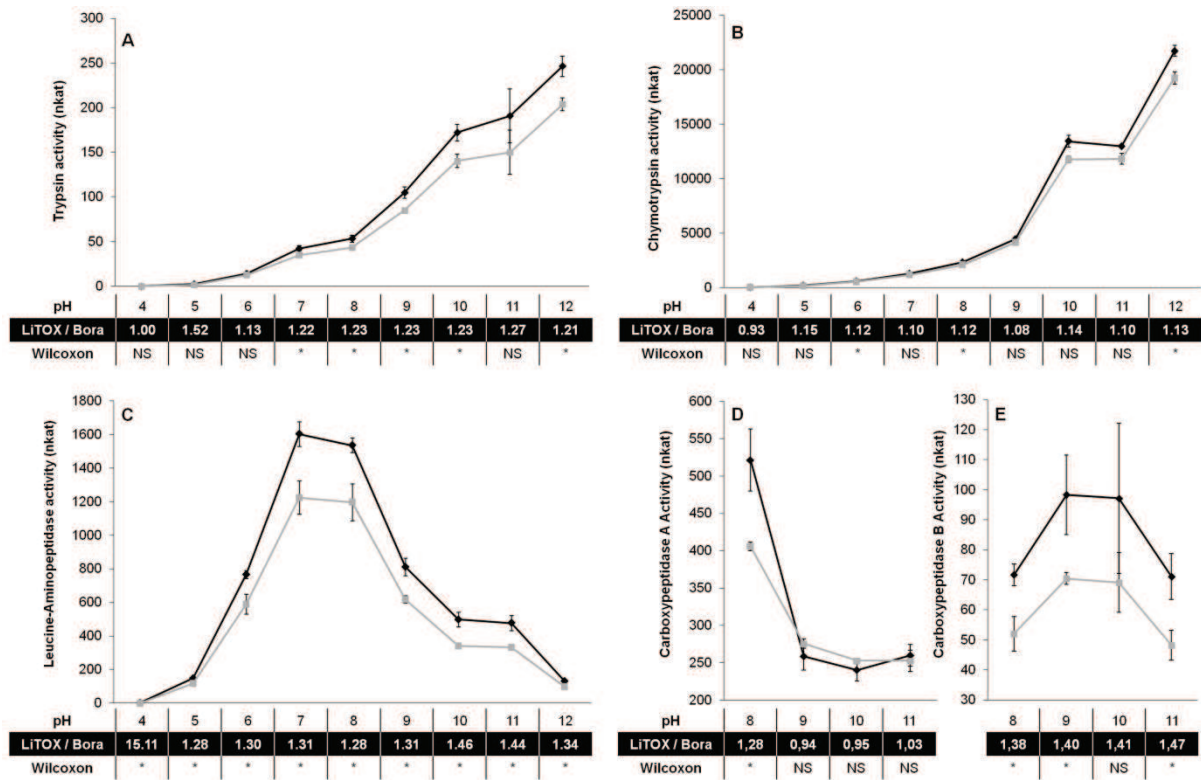 A
Trypsin activity (nkat)
300
250
200
150
100
50
0
pH 4 5 6 7 8 9 10 11 12
LiTOX / Bora 1.00 1.52 1.13 1.22 1.23 1.23 1.23 1.27 1.21
Wilcoxon NS NS NS * * * * NS *
B
Chymotrypsin activity (nkat)
25000
20000
15000
10000
5000
0
pH 4 5 6 7 8 9 10 11 12
LiTOX / Bora 0.93 1.15 1.12 1.10 1.12 1.08 1.14 1.10 1.13
Wilcoxon NS NS * NS * NS NS NS *
C
Leucine-Aminopeptidase activity (nkat)
1800
1600
1400
1200
1000
800
600
400
200
0
pH 4 5 6 7 8 9 10 11 12
LiTOX / Bora 15.11 1.28 1.30 1.31 1.28 1.31 1.46 1.44 1.34
Wilcoxon * * * * * * * * *
D
Carboxypeptidase A Activity (nkat)
600
550
500
450
400
350
300
250
200
pH 8 9 10 11
LiTOX / Bora 1,28 0,94 0,95 1,03
Wilcoxon * NS NS NS
E
Carboxypeptidase B Activity (nkat)
130
120
110
100
90
80
70
60
50
40
30
8 9 10 11
1,38 1,40 1,41 1,47
* * NS *